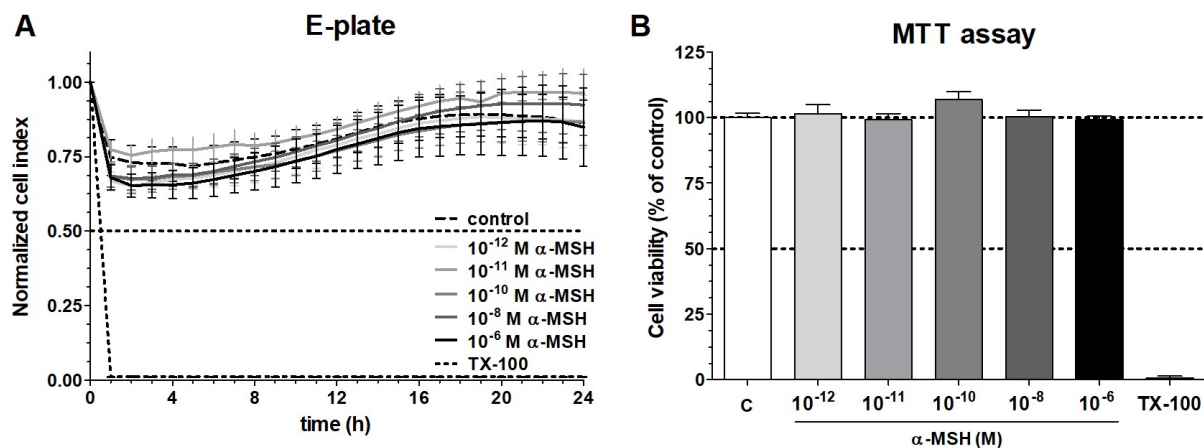 A
E-plate
Normalized cell index
1.00
0.75
0.50
0.25
0.00
0
4
8
12
16
20
24
time (h)
control
10⁻¹² M α-MSH
10⁻¹¹ M α-MSH
10⁻¹⁰ M α-MSH
10⁻⁸ M α-MSH
10⁻⁶ M α-MSH
TX-100
B
MTT assay
Cell viability (% of control)
125
100
75
50
25
0
C
10⁻¹²
10⁻¹¹
10⁻¹⁰
10⁻⁸
10⁻⁶
TX-100
α-MSH (M)